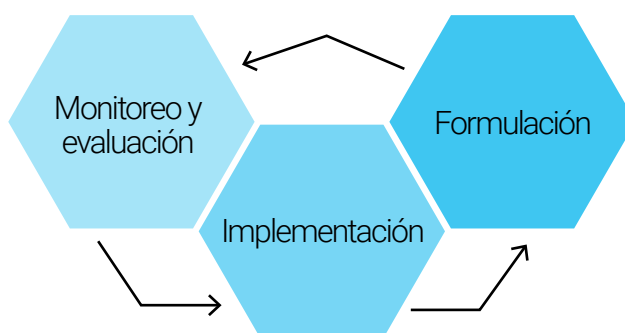 Monitoreo y
evaluación
Formulación
Implementación